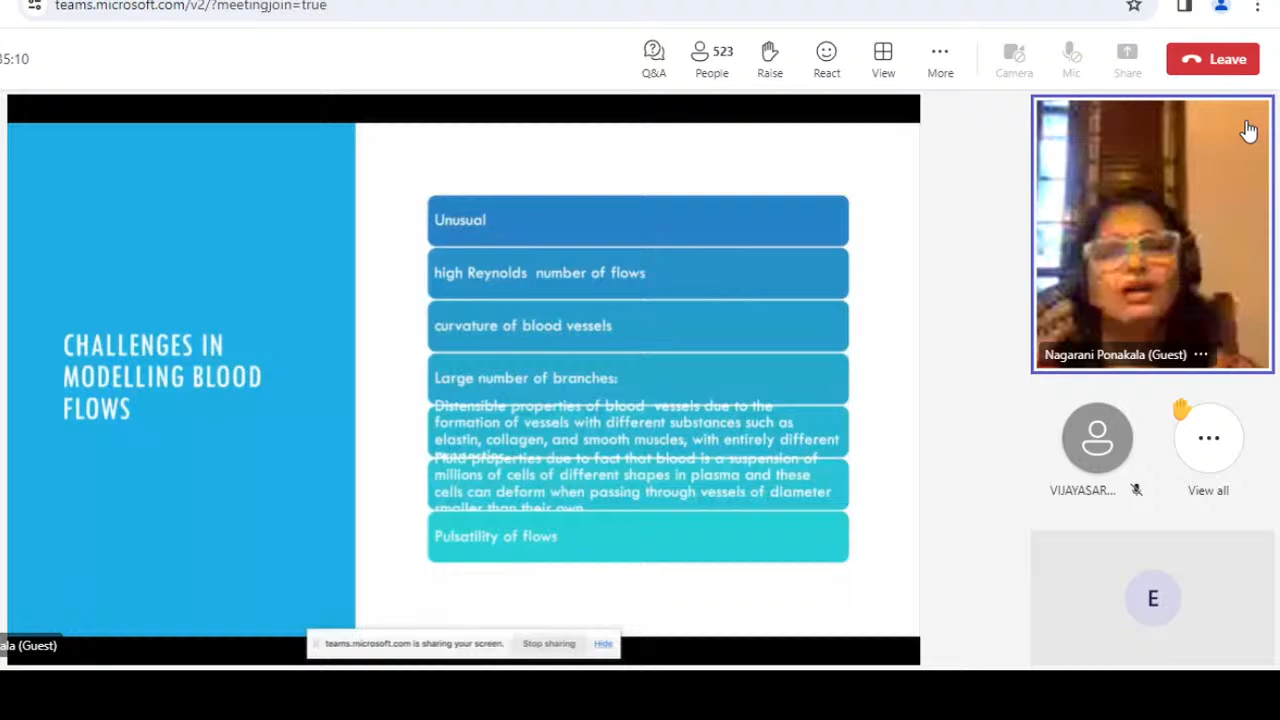 teams.microsoft.com/v2/?meetingjoin=true
35:10
523
Q&A
People
Raise
React
View
More
Camera
Mic
Share
Leave
CHALLENGES IN
MODELLING BLOOD
FLOWS
Unusual
high Reynolds number of flows
curvature of blood vessels
Large number of branches:
Distensible properties of blood vessels due to the
formation of vessels with different substances such as
elastin, collagen, and smooth muscles, with entirely different
Fluid properties due to fact that blood is a suspension of
millions of cells of different shapes in plasma and these
cells can deform when passing through vessels of diameter
smaller than their own
Pulsatility of flows
Nagarani Ponakala (Guest) ...
VIJAYASAR...
View all
E
ala (Guest)
teams.microsoft.com is sharing your screen.
Stop sharing
Hide